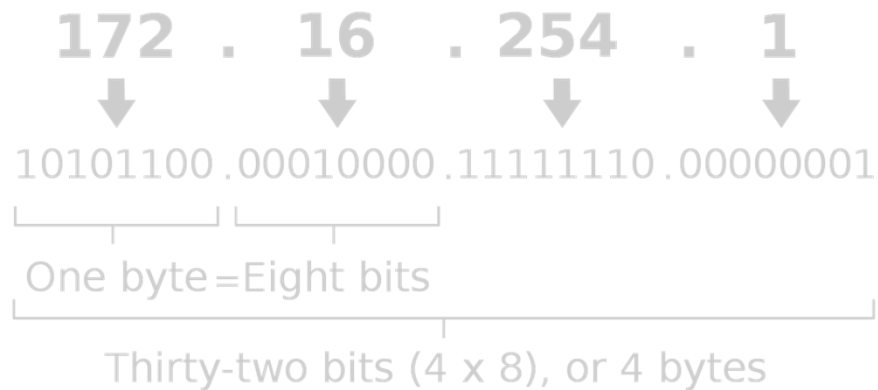 172 . 16 . 254 . 1
10101100 .00010000 .11111110 .00000001
One byte=Eight bits
Thirty-two bits (4 x 8), or 4 bytes